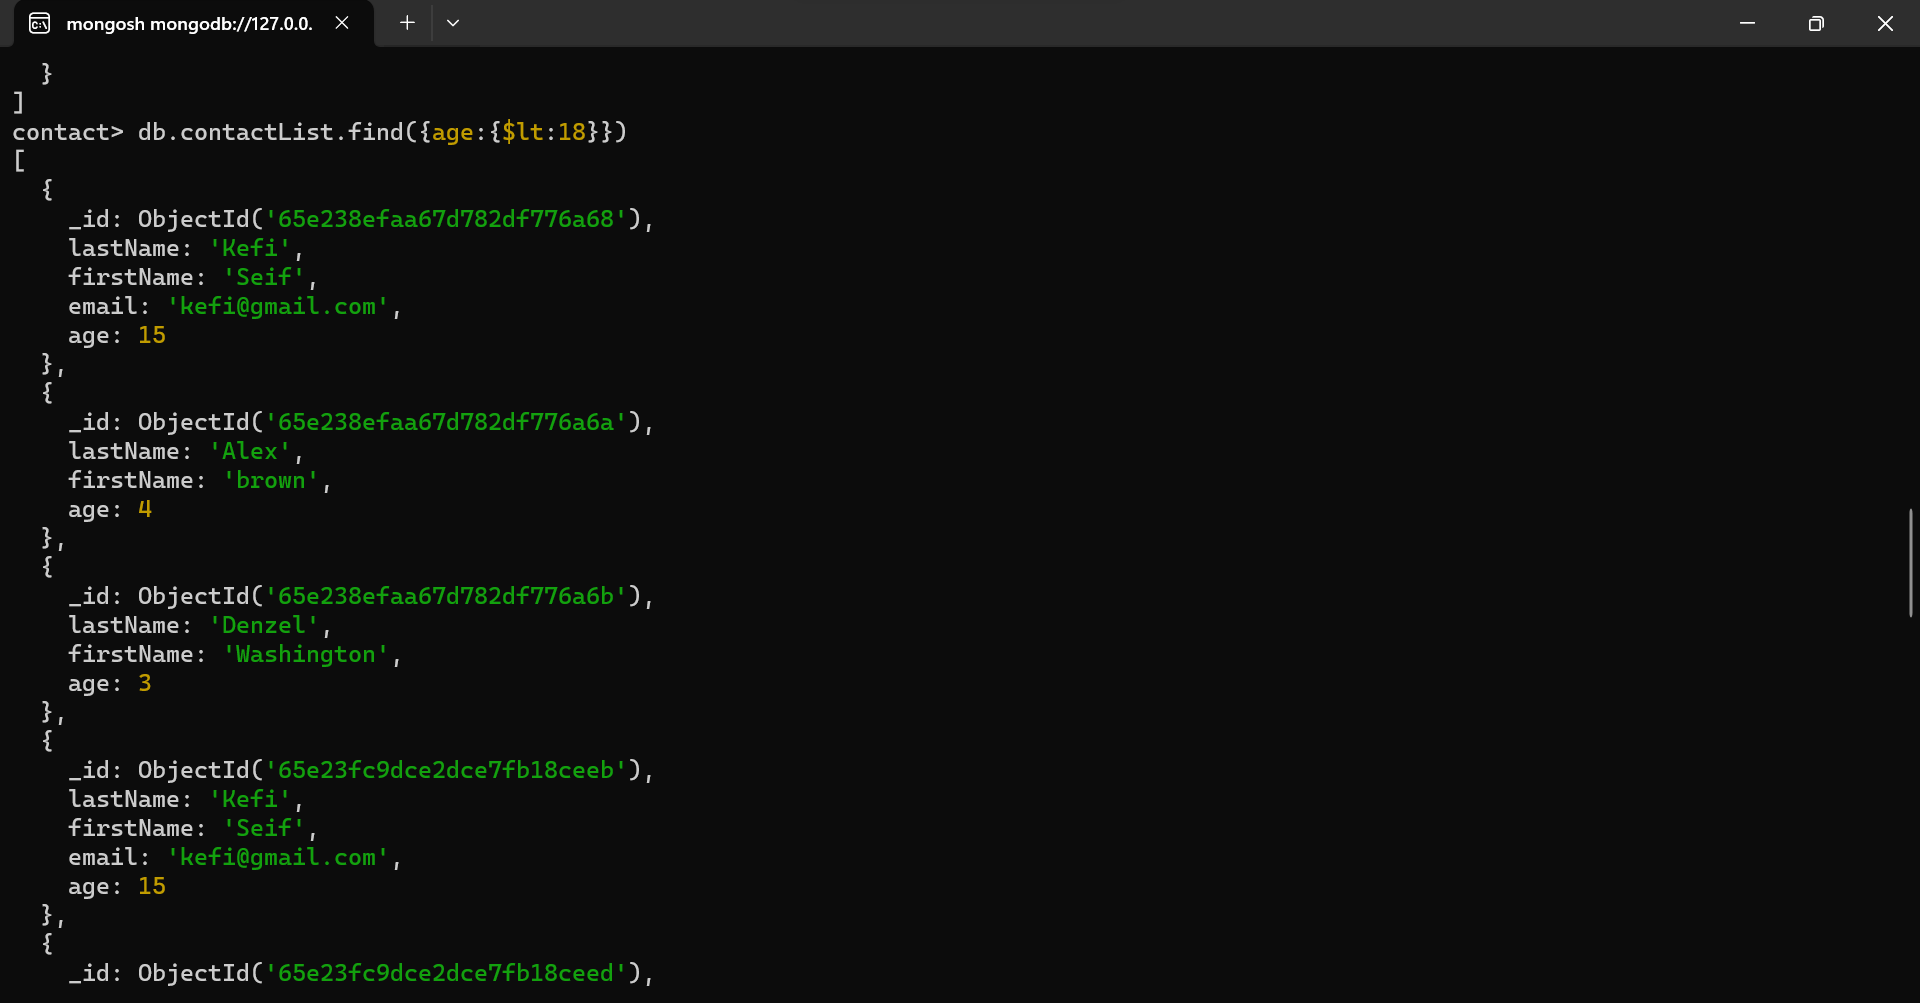 mongosh mongodb://127.0.0.
  }
]
contact> db.contactList.find({age:{$lt:18}})
[
  {
    _id: ObjectId('65e238efaa67d782df776a68'),
    lastName: 'Kefi',
    firstName: 'Seif',
    email: 'kefi@gmail.com',
    age: 15
  },
  {
    _id: ObjectId('65e238efaa67d782df776a6a'),
    lastName: 'Alex',
    firstName: 'brown',
    age: 4
  },
  {
    _id: ObjectId('65e238efaa67d782df776a6b'),
    lastName: 'Denzel',
    firstName: 'Washington',
    age: 3
  },
  {
    _id: ObjectId('65e23fc9dce2dce7fb18ceeb'),
    lastName: 'Kefi',
    firstName: 'Seif',
    email: 'kefi@gmail.com',
    age: 15
  },
  {
    _id: ObjectId('65e23fc9dce2dce7fb18ceed'),